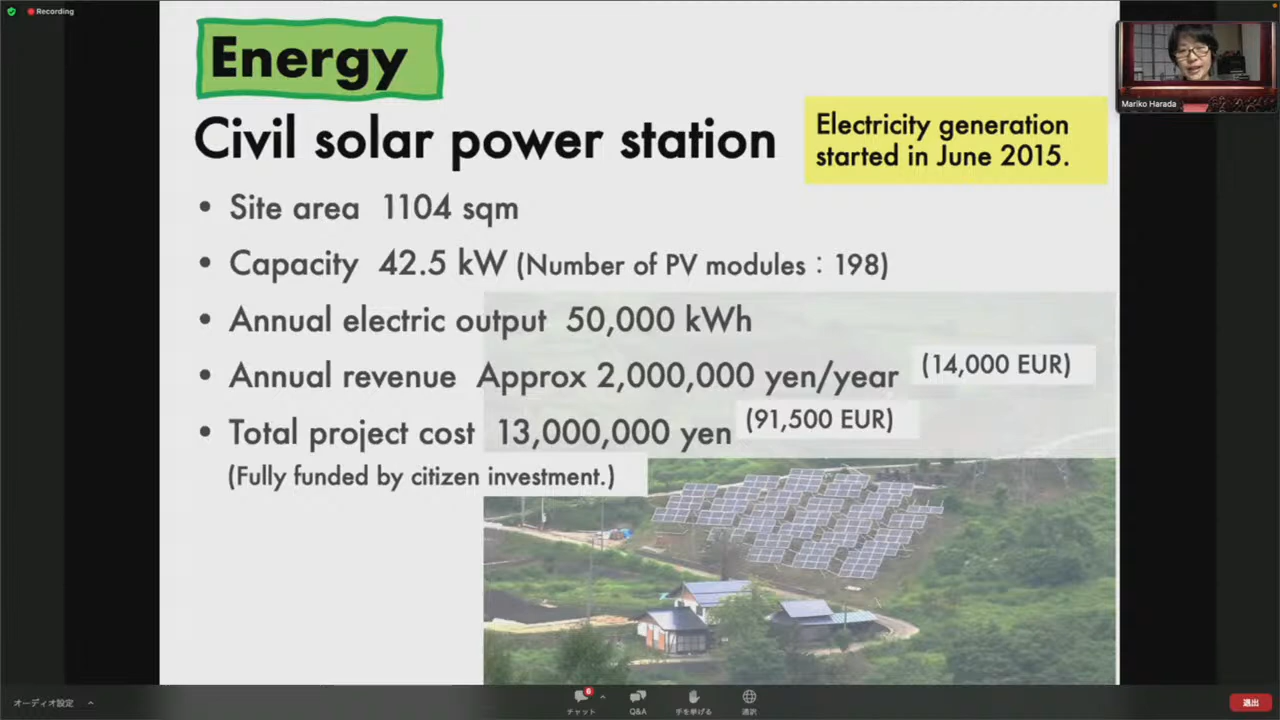 Recording
Energy
Civil solar power station
Electricity generation
started in June 2015.
Mariko Harada
• Site area 1104 sqm
• Capacity 42.5 kW (Number of PV modules：198)
• Annual electric output 50,000 kWh
• Annual revenue Approx 2,000,000 yen/year (14,000 EUR)
• Total project cost 13,000,000 yen (91,500 EUR)
(Fully funded by citizen investment.)
オーディオ設定
6
チャット
Q&A
手を挙げる
通訳
退出